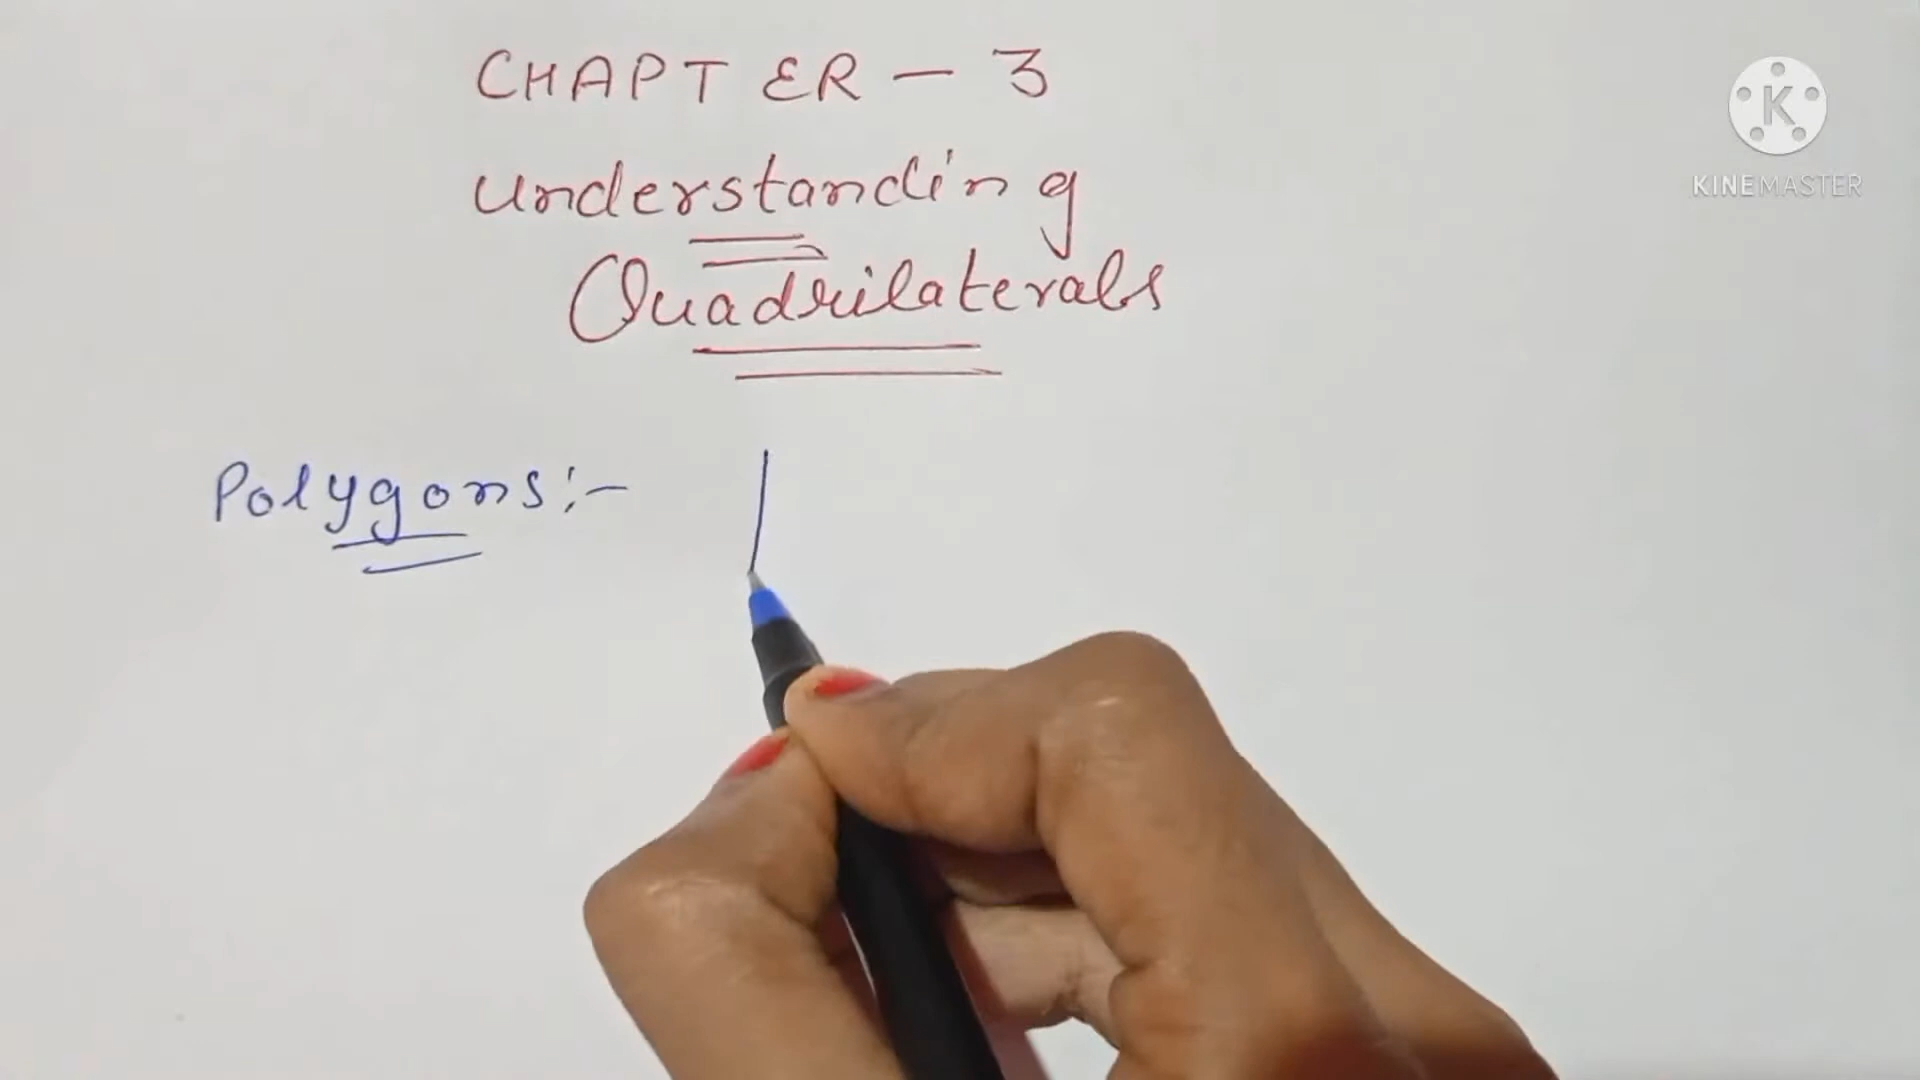 CHAPTER - 3
K
KINEMASTER
Understanding
Quadrilaterals
Polygons:-